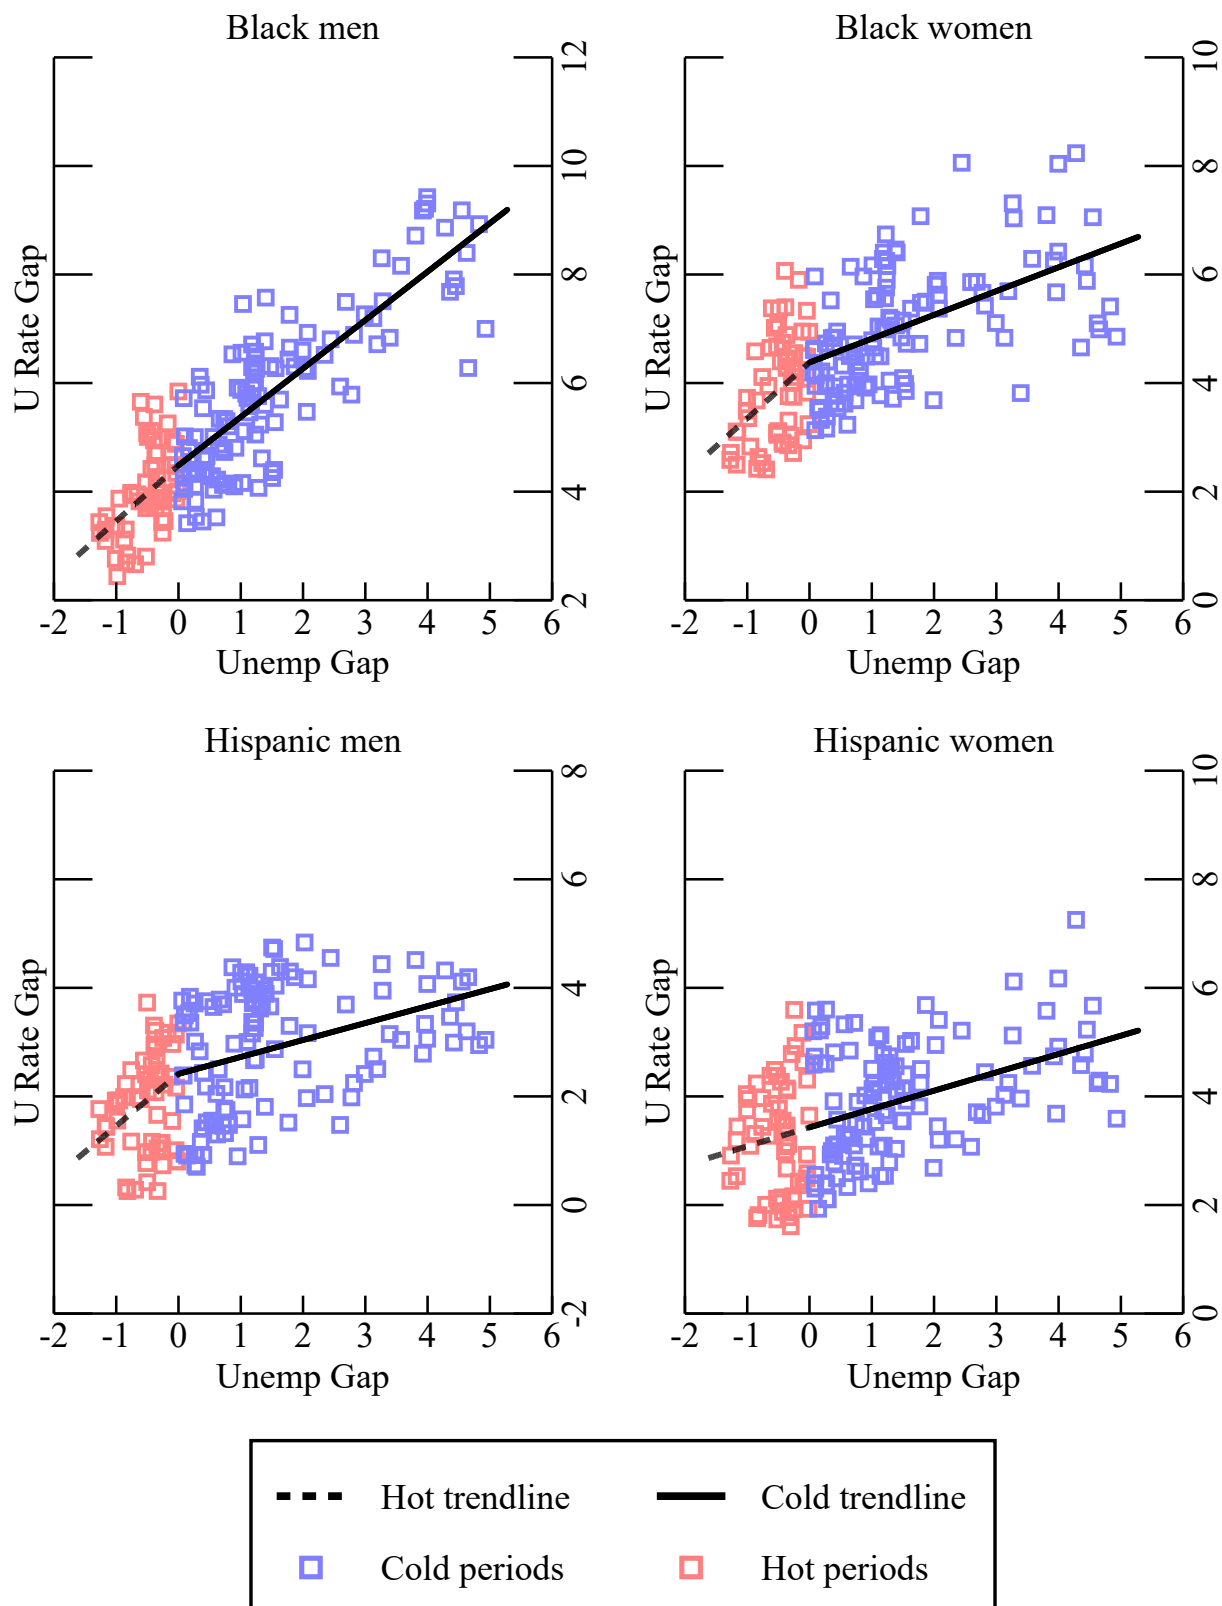 Black men
Black women
U Rate Gap
2 4 6 8 10 12
U Rate Gap
0 2 4 6 8 10
-2 -1 0 1 2 3 4 5 6
-2 -1 0 1 2 3 4 5 6
Unemp Gap
Unemp Gap
Hispanic men
Hispanic women
U Rate Gap
-2 0 2 4 6 8
U Rate Gap
0 2 4 6 8 10
-2 -1 0 1 2 3 4 5 6
-2 -1 0 1 2 3 4 5 6
Unemp Gap
Unemp Gap
Hot trendline
Cold trendline
Cold periods
Hot periods